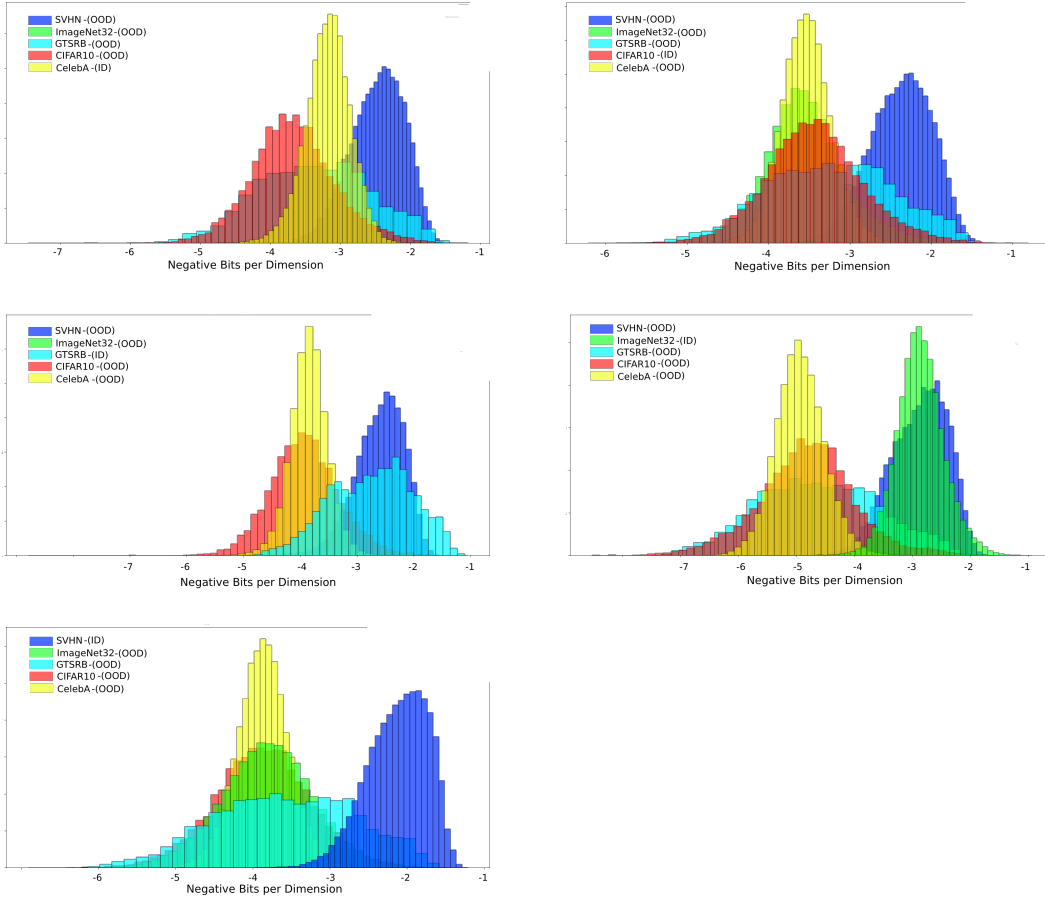 SVHN-(OOD)
ImageNet32-(OOD)
GTSRB-(OOD)
CIFAR10-(OOD)
CelebA-(ID)
-7 -6 -5 -4 -3 -2 -1
Negative Bits per Dimension
SVHN-(OOD)
ImageNet32-(OOD)
GTSRB-(OOD)
CIFAR10-(ID)
CelebA-(OOD)
-6 -5 -4 -3 -2 -1
Negative Bits per Dimension
SVHN-(OOD)
ImageNet32-(OOD)
GTSRB-(ID)
CIFAR10-(OOD)
CelebA-(OOD)
-7 -6 -5 -4 -3 -2 -1
Negative Bits per Dimension
SVHN-(OOD)
ImageNet32-(ID)
GTSRB-(OOD)
CIFAR10-(OOD)
CelebA-(OOD)
-7 -6 -5 -4 -3 -2 -1
Negative Bits per Dimension
SVHN-(ID)
ImageNet32-(OOD)
GTSRB-(OOD)
CIFAR10-(OOD)
CelebA-(OOD)
-6 -5 -4 -3 -2 -1
Negative Bits per Dimension